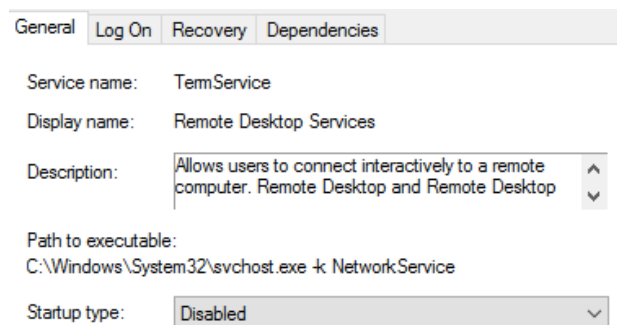 General Log On Recovery Dependencies
Service name: TermService
Display name: Remote Desktop Services
Description: Allows users to connect interactively to a remote
computer. Remote Desktop and Remote Desktop
Path to executable:
C:\Windows\System32\svchost.exe -k NetworkService
Startup type: Disabled